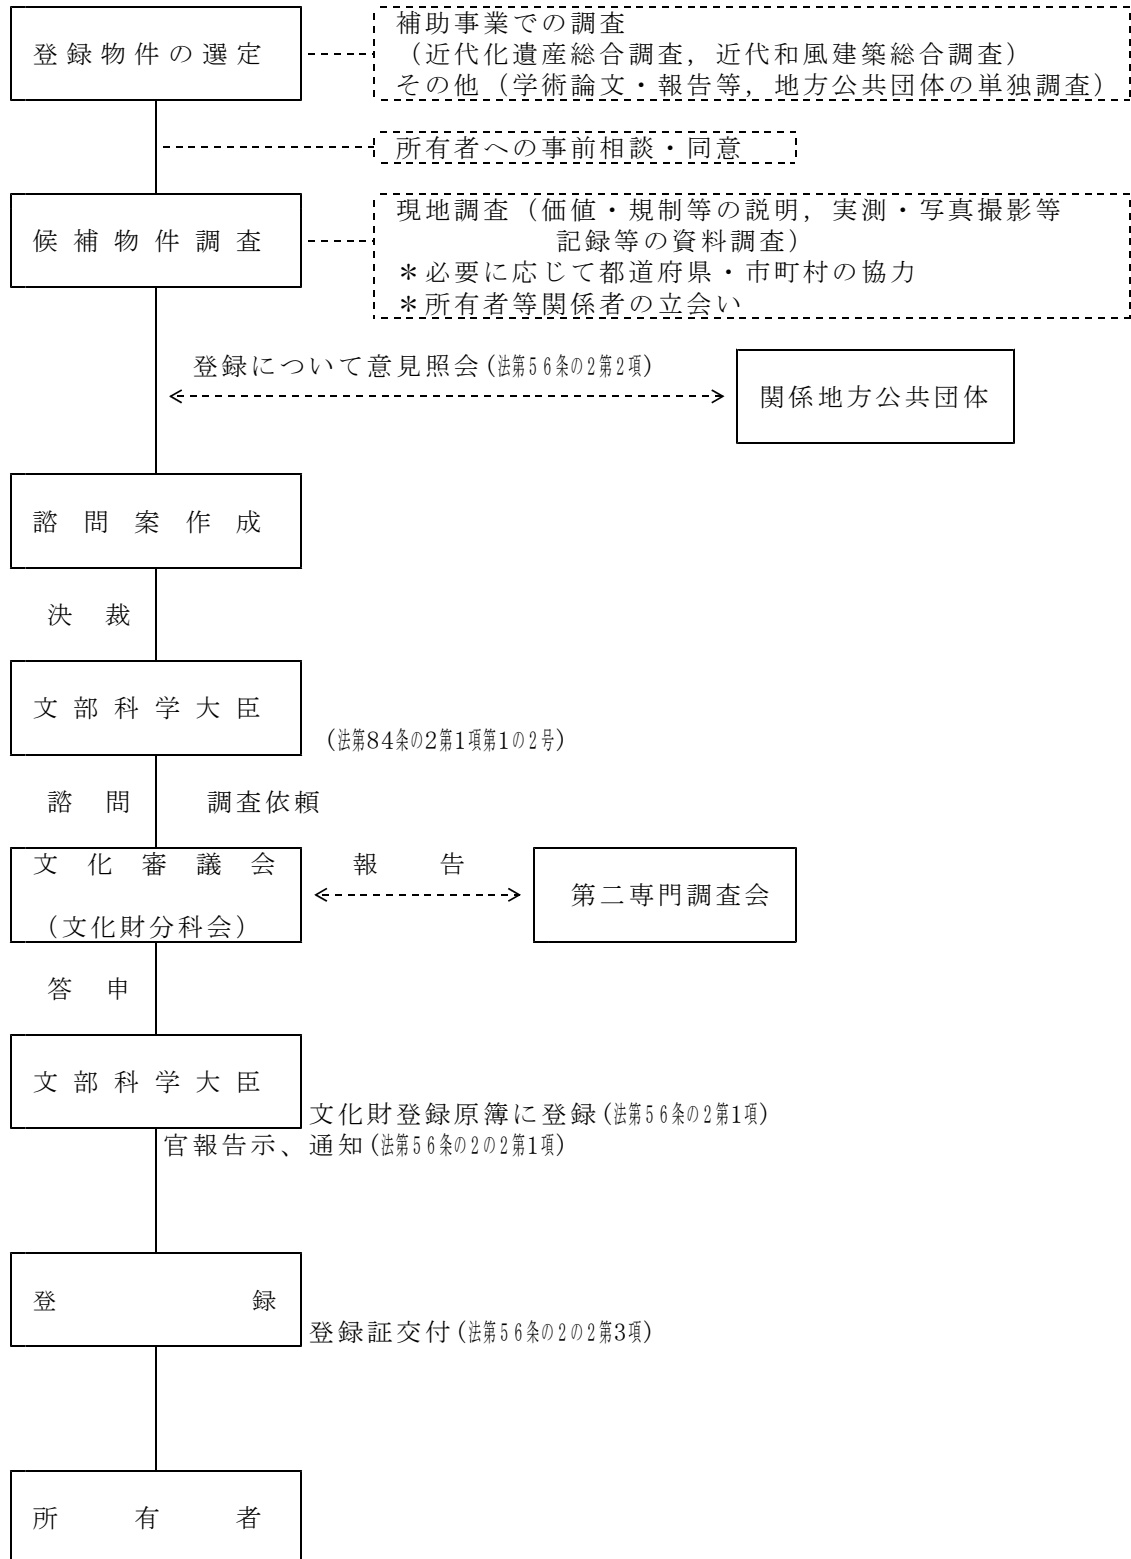 登録物件の選定
補助事業での調査
（近代化遺産総合調査，近代和風建築総合調査）
その他（学術論文・報告等，地方公共団体の単独調査）
所有者への事前相談・同意
候補物件調査
現地調査（価値・規制等の説明，実測・写真撮影等
記録等の資料調査）
＊必要に応じて都道府県・市町村の協力
＊所有者等関係者の立会い
登録について意見照会(法第56条の2第2項)
関係地方公共団体
諮問案作成
決裁
文部科学大臣
(法第84条の2第1項第1の2号)
諮問 調査依頼
文化審議会
（文化財分科会）
報告
第二専門調査会
答申
文部科学大臣
文化財登録原簿に登録(法第56条の2第1項)
官報告示、通知(法第56条の2の2第1項)
登録
登録証交付(法第56条の2の2第3項)
所有者